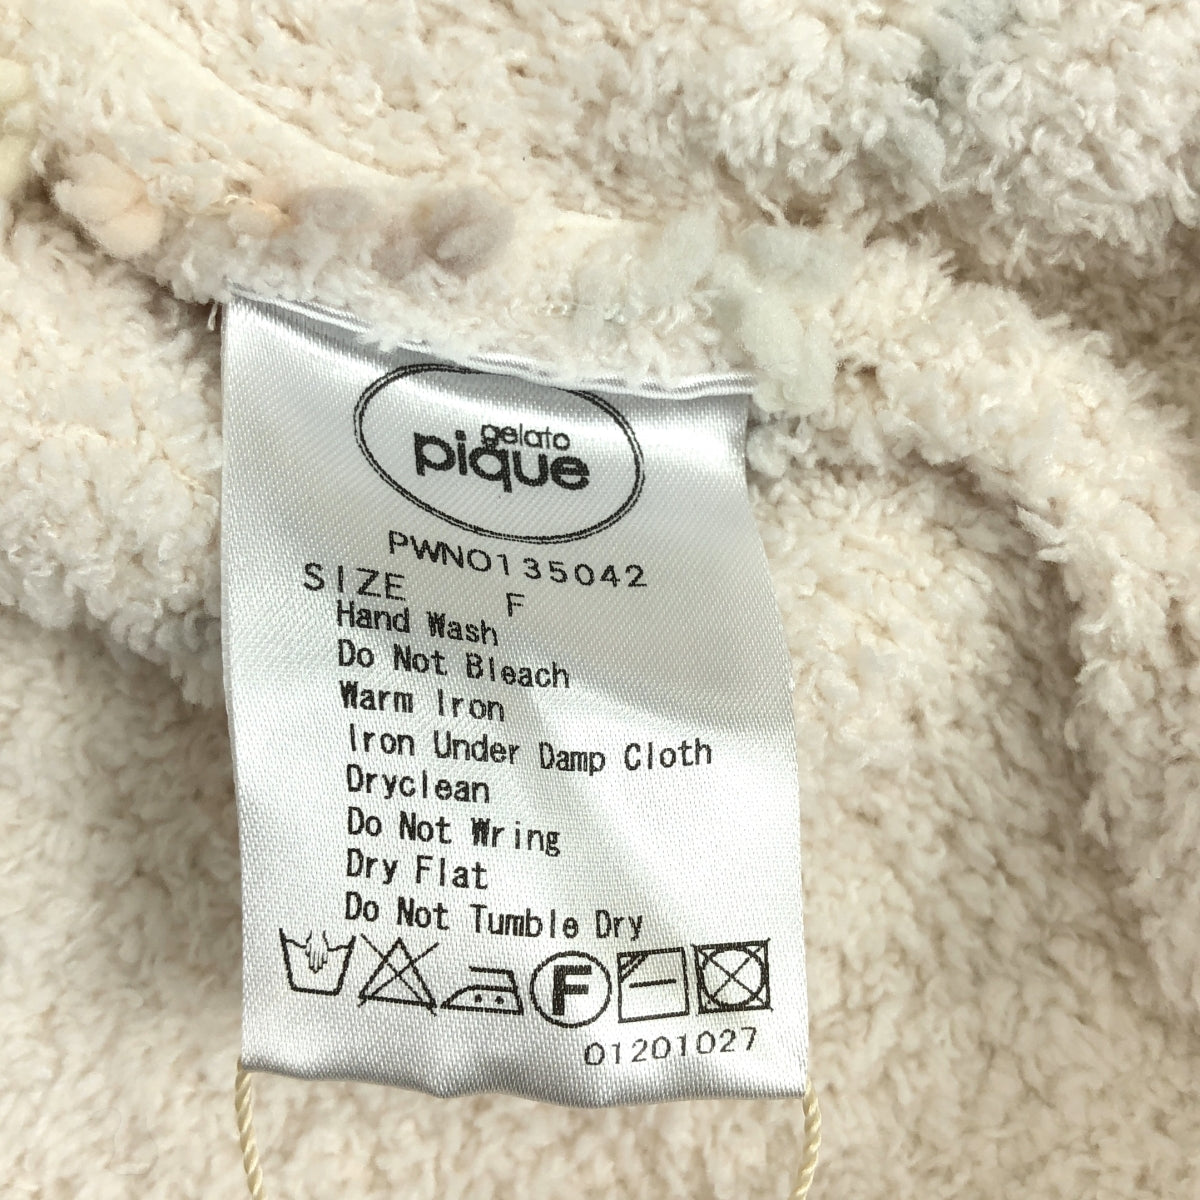 gelato
pique
PWNO135042
SIZE F
Hand Wash
Do Not Bleach
Warm Iron
Iron Under Damp Cloth
Dryclean
Do Not Wring
Dry Flat
Do Not Tumble Dry
F
01201027